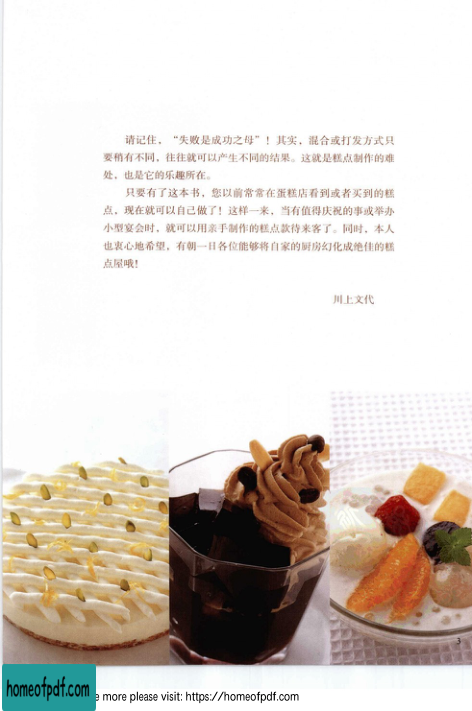 请记住，“失败是成功之母”！其实，混合或打发方式只
要稍有不同，往往就可以产生不同的结果。这就是糕点制作的难
处，也是它的乐趣所在。
只要有了这本书，您以前常常在蛋糕店看到或者买到的糕
点，现在就可以自己做了！这样一来，当有值得庆祝的事或举办
小型宴会时，就可以用亲手制作的糕点款待来客了。同时，本人
也衷心地希望，有朝一日各位能够将自家的厨房幻化成绝佳的糕
点屋哦！
川上文代
3
homeofpdf.com
e more please visit: https://homeofpdf.com